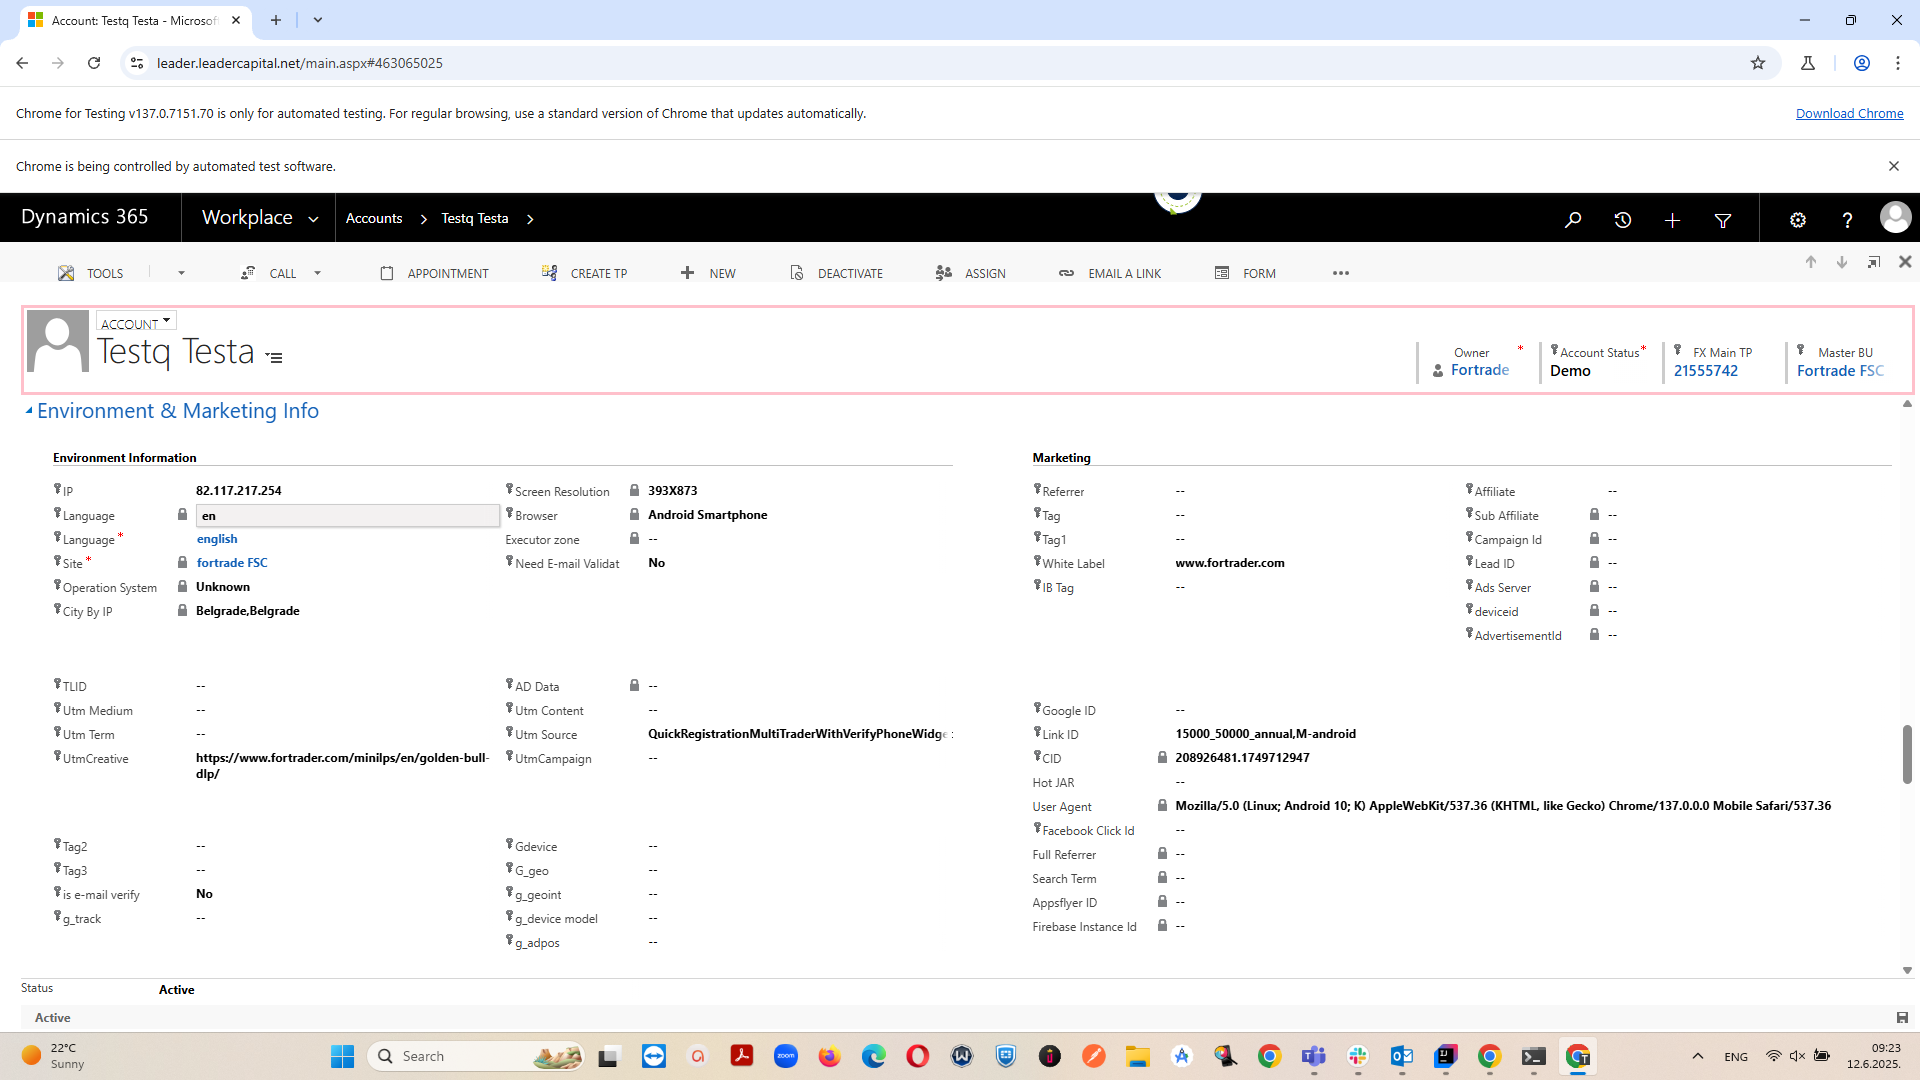 Account: Testq Testa - Microsof
leader.leadercapital.net/main.aspx#463065025
Chrome for Testing v137.0.7151.70 is only for automated testing. For regular browsing, use a standard version of Chrome that updates automatically.
Download Chrome
Chrome is being controlled by automated test software.
Dynamics 365
Workplace
Accounts
Testq Testa
TOOLS
CALL
APPOINTMENT
CREATE TP
NEW
DEACTIVATE
ASSIGN
EMAIL A LINK
FORM
ACCOUNT
Testq Testa
Owner *
Fortrade
Account Status *
Demo
FX Main TP
21555742
Master BU
Fortrade FSC
Environment & Marketing Info
Environment Information
IP 82.117.217.254
Language en
Language * english
Site * fortrade FSC
Operation System Unknown
City By IP Belgrade,Belgrade
Screen Resolution 393X873
Browser Android Smartphone
Executor zone --
Need E-mail Validat No
Marketing
Referrer --
Tag --
Tag1 --
White Label www.fortrader.com
IB Tag --
Affiliate --
Sub Affiliate --
Campaign Id --
Lead ID --
Ads Server --
deviceid --
AdvertisementId --
TLID --
Utm Medium --
Utm Term --
UtmCreative https://www.fortrader.com/minilps/en/golden-bull-
dlp/
AD Data --
Utm Content --
Utm Source QuickRegistrationMultiTraderWithVerifyPhoneWidge
UtmCampaign --
Google ID --
Link ID 15000_50000_annual,M-android
CID 208926481.1749712947
Hot JAR --
User Agent Mozilla/5.0 (Linux; Android 10; K) AppleWebKit/537.36 (KHTML, like Gecko) Chrome/137.0.0.0 Mobile Safari/537.36
Facebook Click Id --
Full Referrer --
Search Term --
Appsflyer ID --
Firebase Instance Id --
Tag2 --
Tag3 --
is e-mail verify No
g_track --
Gdevice --
G_geo --
g_geoint --
g_device model --
g_adpos --
Status Active
Active
22°C
Sunny
Search
zoom
ENG
09:23
12.6.2025.